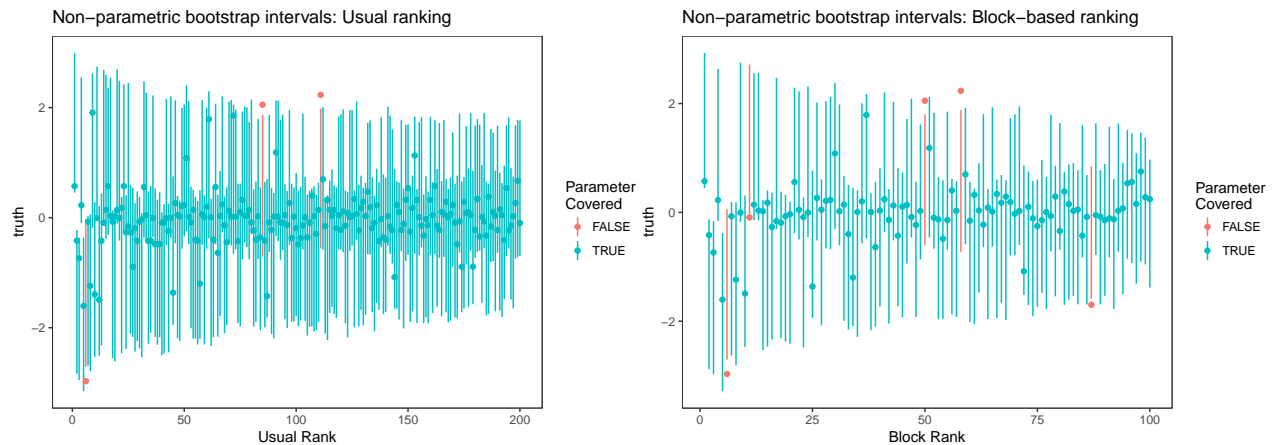 Non−parametric bootstrap intervals: Usual ranking
2
0
−2
truth
0
50
100
150
200
Usual Rank
Parameter
Covered
FALSE
TRUE
Non−parametric bootstrap intervals: Block−based ranking
2
0
−2
truth
0
25
50
75
100
Block Rank
Parameter
Covered
FALSE
TRUE